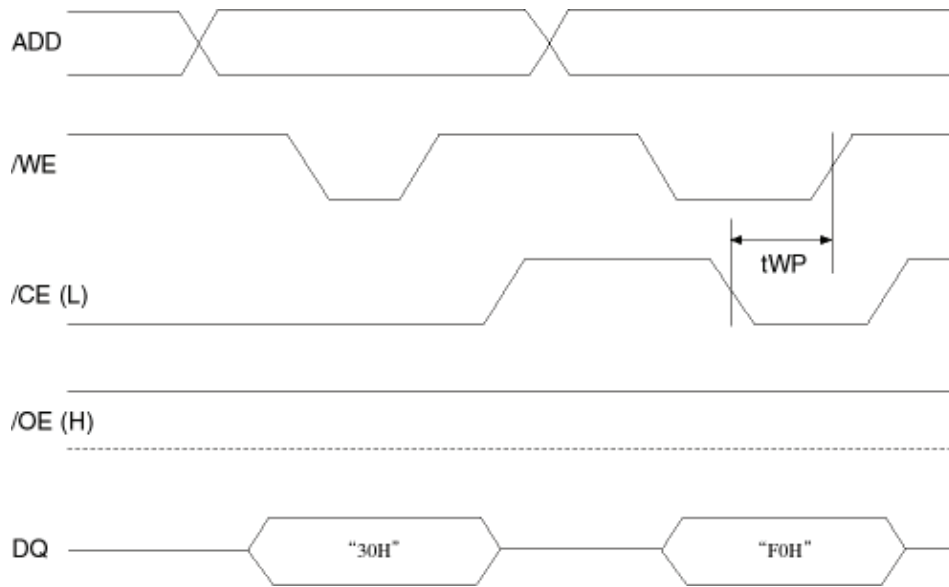 ADD
/WE
tWP
/CE (L)
/OE (H)
DQ
“30H”
“F0H”